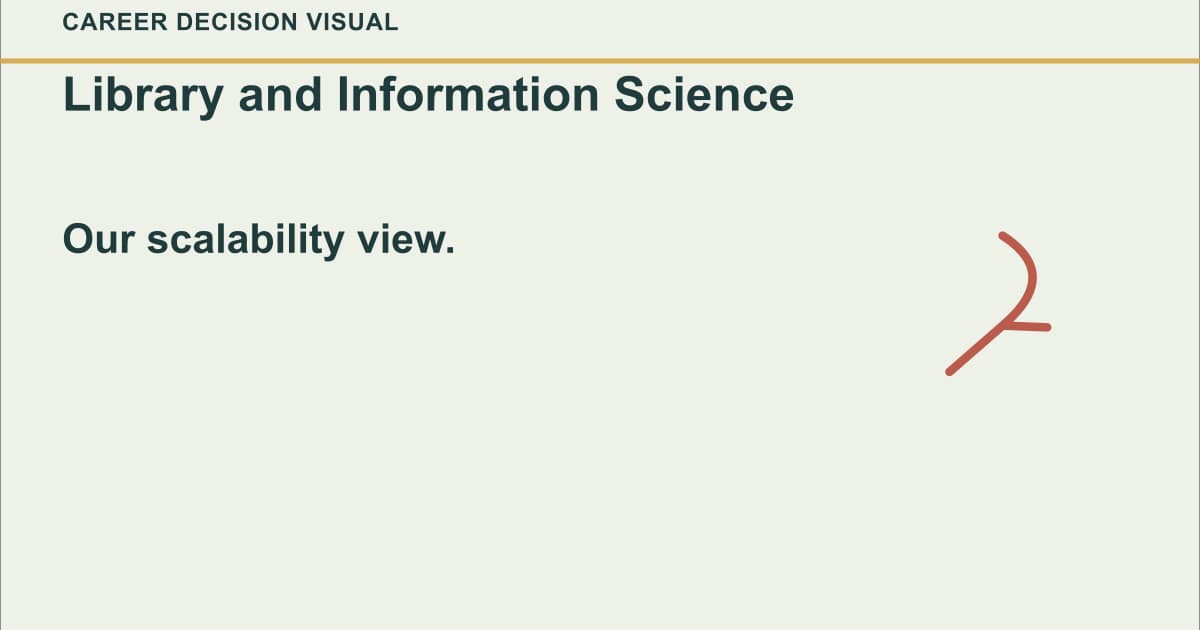 CAREER DECISION VISUAL
Library and Information Science
Our scalability view.